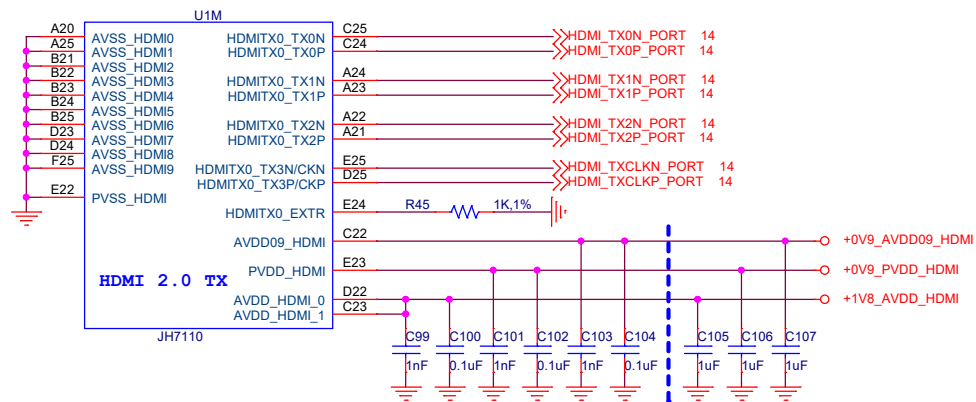 U1M
A20 AVSS_HDMI0 HDMITX0_TX0N C25 HDMI_TX0N_PORT 14
A25 AVSS_HDMI1 HDMITX0_TX0P C24 HDMI_TX0P_PORT 14
B21 AVSS_HDMI2
B22 AVSS_HDMI3 HDMITX0_TX1N A24 HDMI_TX1N_PORT 14
B23 AVSS_HDMI4 HDMITX0_TX1P A23 HDMI_TX1P_PORT 14
B24 AVSS_HDMI5
B25 AVSS_HDMI6 HDMITX0_TX2N A22 HDMI_TX2N_PORT 14
D23 AVSS_HDMI7 HDMITX0_TX2P A21 HDMI_TX2P_PORT 14
D24 AVSS_HDMI8
F25 AVSS_HDMI9 HDMITX0_TX3N/CKN E25 HDMI_TXCLKN_PORT 14
HDMITX0_TX3P/CKP D25 HDMI_TXCLKP_PORT 14
E22 PVSS_HDMI
HDMITX0_EXTR E24 R45 1K,1%
AVDD09_HDMI C22 +0V9_AVDD09_HDMI
PVDD_HDMI E23 +0V9_PVDD_HDMI
HDMI 2.0 TX
AVDD_HDMI_0 D22 +1V8_AVDD_HDMI
AVDD_HDMI_1 C23
JH7110
C99 C100 C101 C102 C103 C104 C105 C106 C107
1nF 0.1uF 1nF 0.1uF 1nF 0.1uF 1uF 1uF 1uF